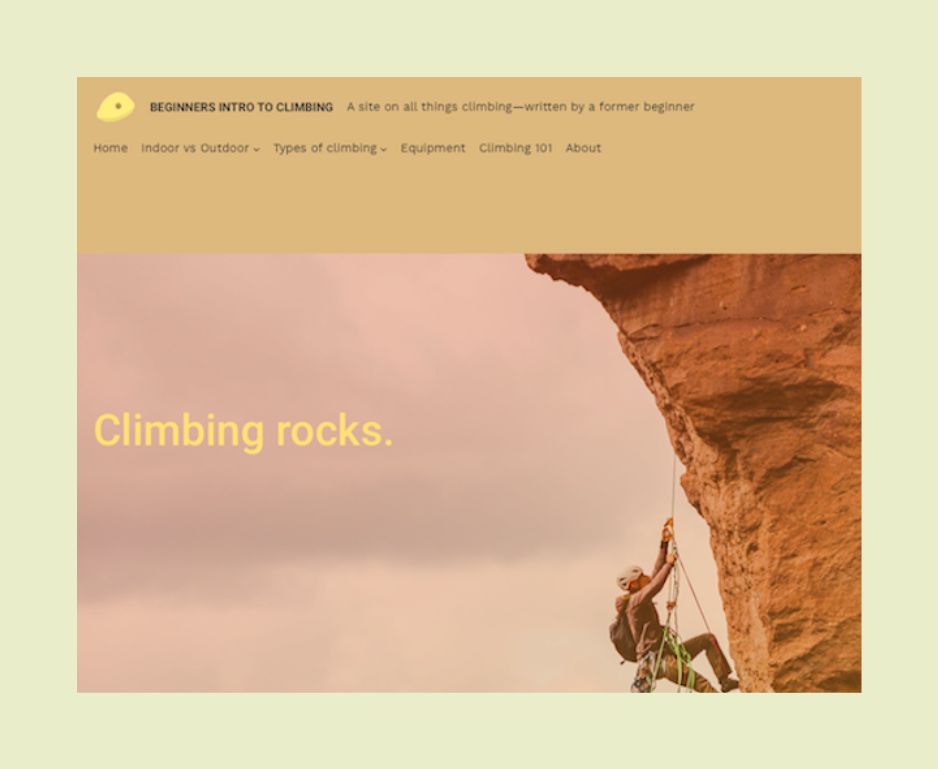 BEGINNERS INTRO TO CLIMBING A site on all things climbing—written by a former beginner
Home Indoor vs Outdoor Types of climbing Equipment Climbing 101 About
Climbing rocks.